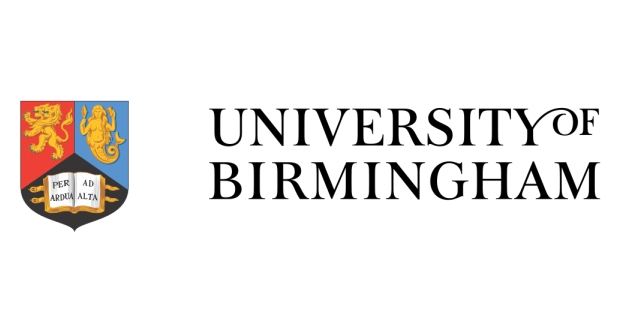 PER AD
ARDUA ALTA
UNIVERSITY OF
BIRMINGHAM